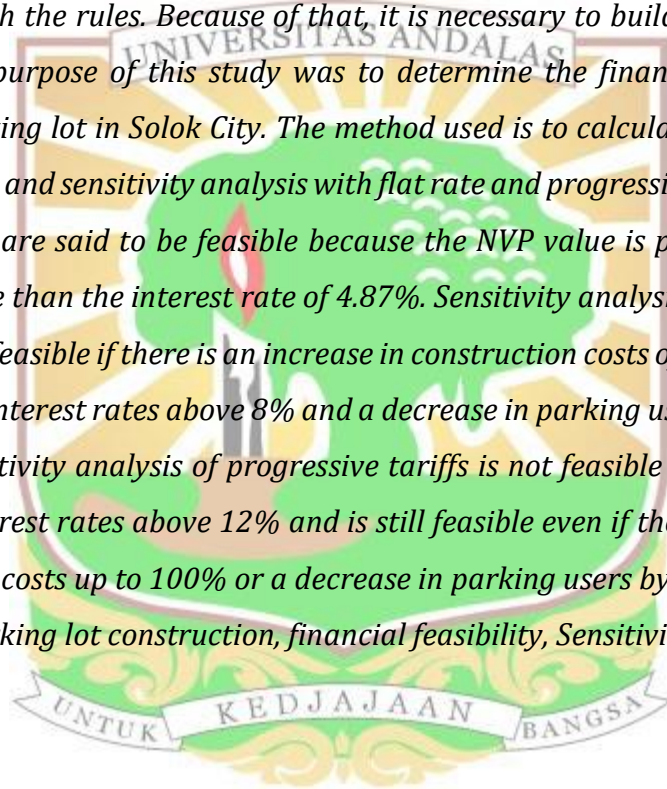 h the rules. Because of that, it is necessary to build
UNIVERSITAS ANDALAS
purpose of this study was to determine the finan
ing lot in Solok City. The method used is to calcula
and sensitivity analysis with flat rate and progressi
are said to be feasible because the NVP value is p
e than the interest rate of 4.87%. Sensitivity analysi
feasible if there is an increase in construction costs o
nterest rates above 8% and a decrease in parking us
tivity analysis of progressive tariffs is not feasible
rest rates above 12% and is still feasible even if the
costs up to 100% or a decrease in parking users by
king lot construction, financial feasibility, Sensitivi
UNTUK KEDJAJAAN BANGSA